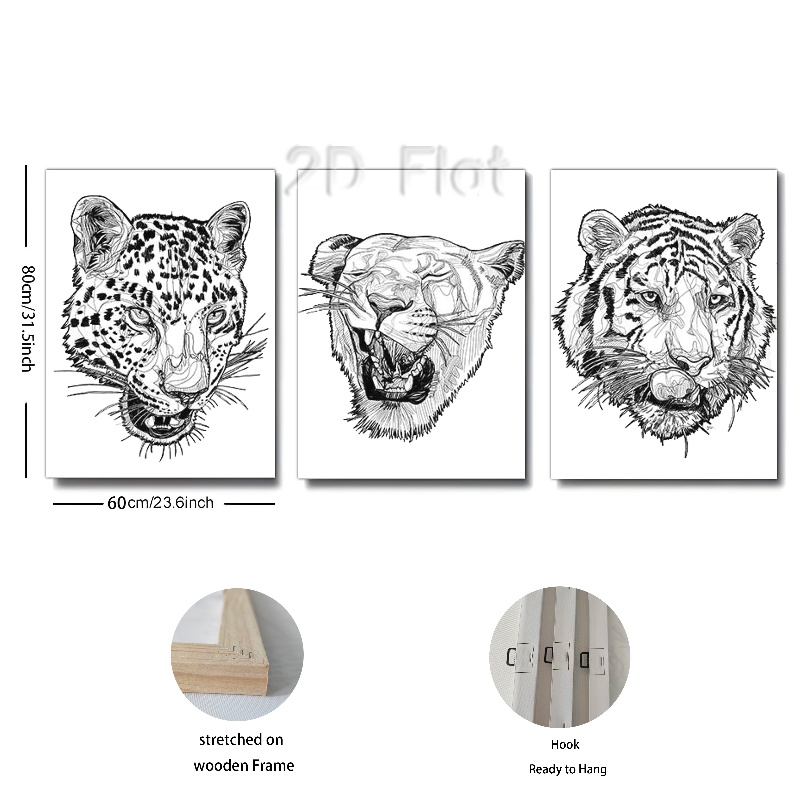 2D Flat
80cm/31.5inch
60cm/23.6inch
stretched on
wooden Frame
Hook
Ready to Hang